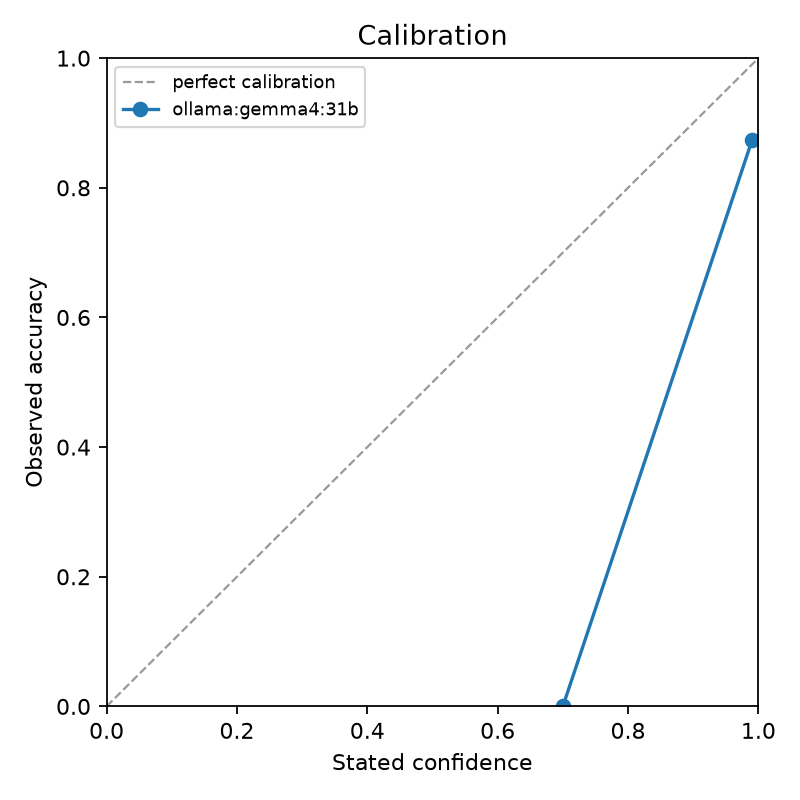 Calibration
perfect calibration
ollama:gemma4:31b
1.0
0.8
0.6
0.4
0.2
0.0
Observed accuracy
0.0 0.2 0.4 0.6 0.8 1.0
Stated confidence